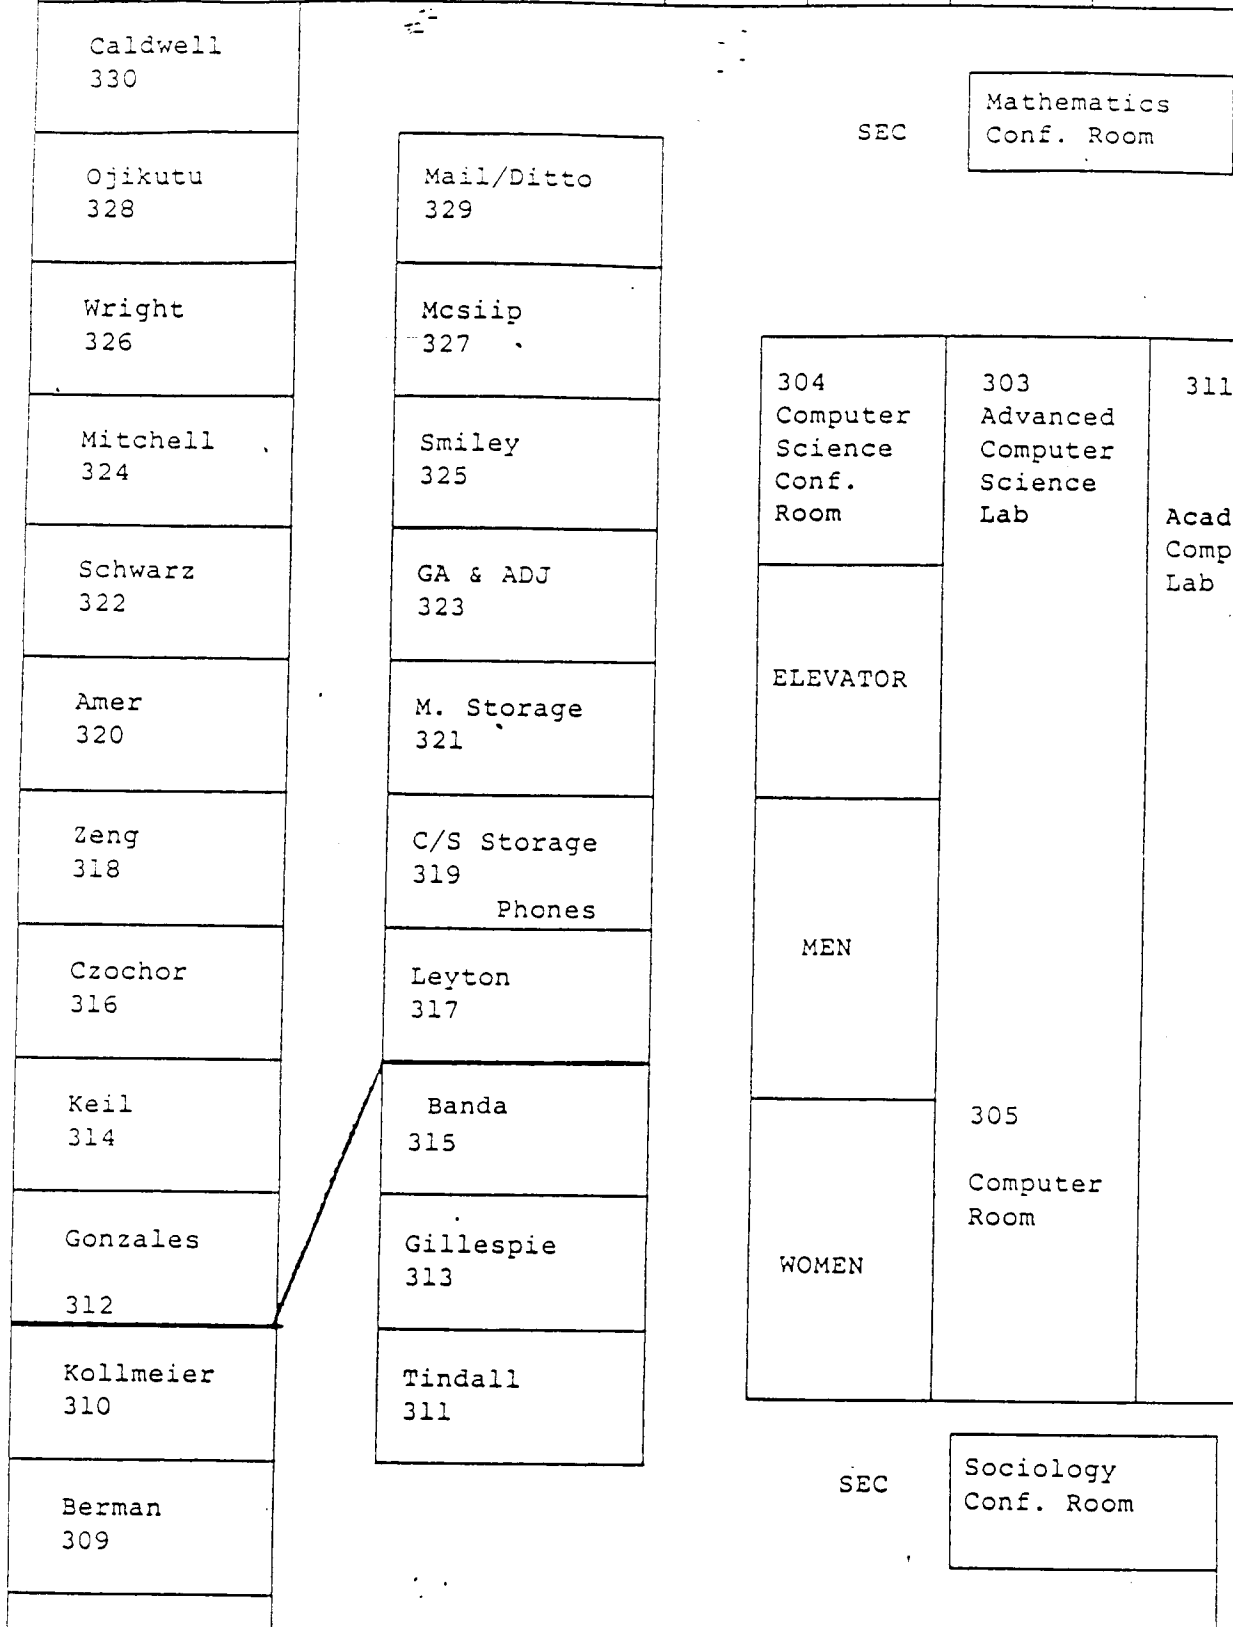 Caldwell
330
Ojikutu
328
Wright
326
Mitchell
324
Schwarz
322
Amer
320
Zeng
318
Czochor
316
Keil
314
Gonzales
312
Kollmeier
310
Berman
309
Mail/Ditto
329
Mcsiip
327
Smiley
325
GA & ADJ
323
M. Storage
321
C/S Storage
319
Phones
Leyton
317
Banda
315
Gillespie
313
Tindall
311
SEC
Mathematics
Conf. Room
304
Computer
Science
Conf.
Room
ELEVATOR
MEN
WOMEN
303
Advanced
Computer
Science
Lab
305
Computer
Room
311
Acad
Comp
Lab
SEC
Sociology
Conf. Room